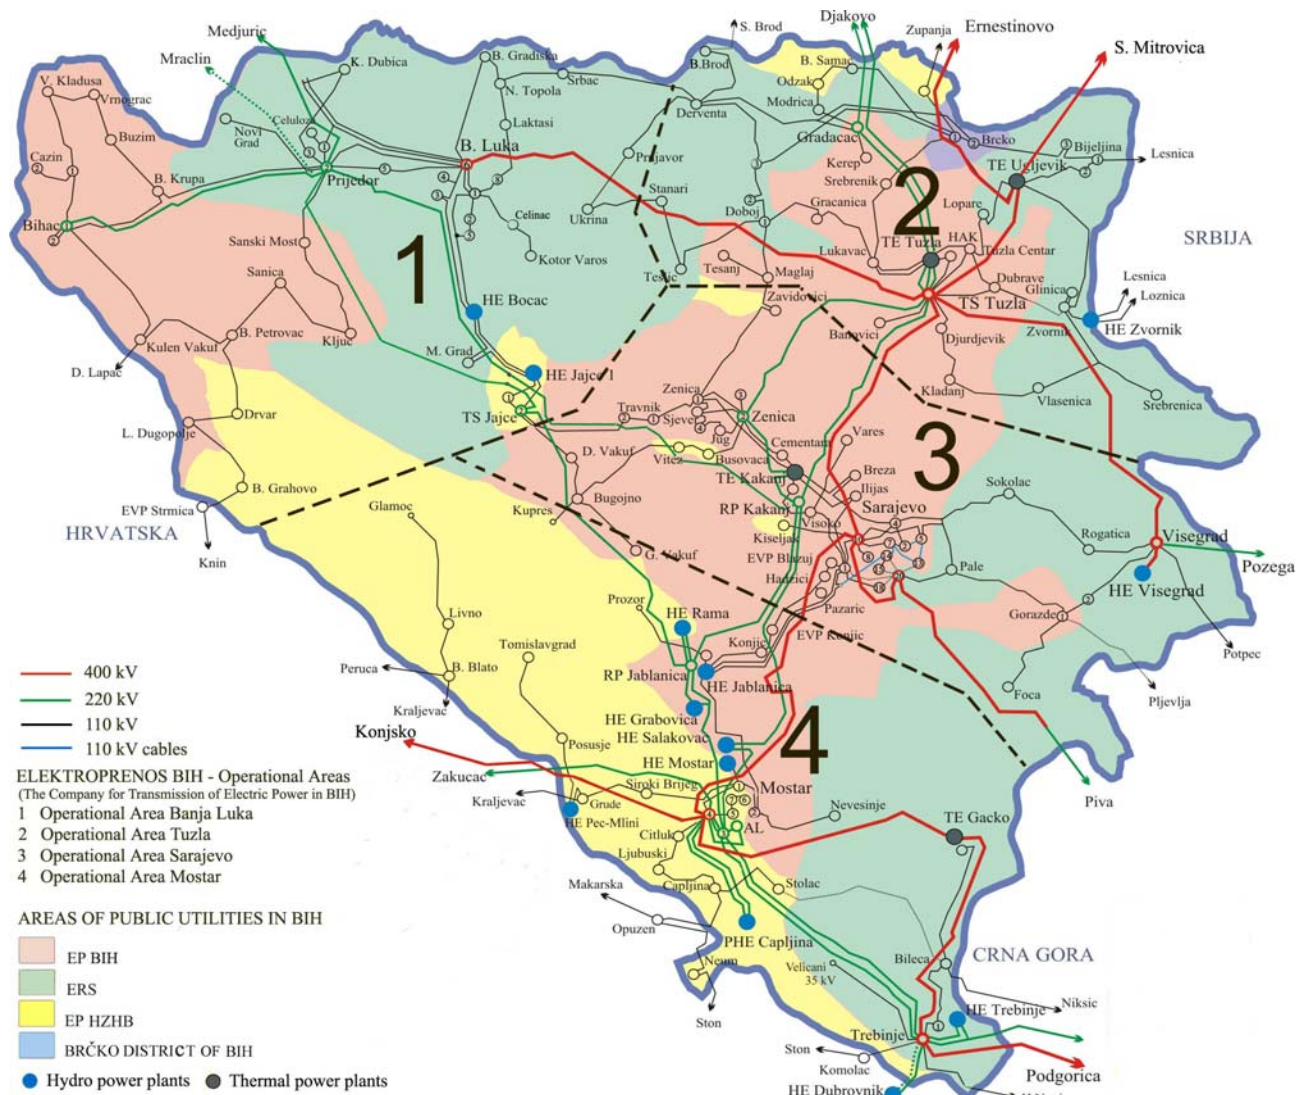 Medjuric
Mraclin
S. Brod
Djakovo
Zupanja
Ernestinovo
S. Mitrovica
K. Dubica
B. Gradiska
Srbac
B.Brod
B. Samac
Odzak
V. Kladusa
Vrnograc
N. Topola
Modrica
Derventa
Buzim
Novi
Grad
Celuloza
Laktasi
Gradacac
Brcko
Bijeljina
Lesnica
B. Luka
Prnjavor
Kerep
TE Ugljevik
Cazin
B. Krupa
Prijedor
Stanari
Srebrenik
2
Lopare
Bihac
Ukrina
Celinac
Doboj
Gracanica
Sanski Most
1
Kotor Varos
Teslic
Tesanj
Maglaj
Lukavac
TE Tuzla
HAK
Tuzla Centar
SRBIJA
Sanica
HE Bocac
Zavidovici
Dubrave
Glinica
Lesnica
Loznica
TS Tuzla
Banovici
Djurdjevik
Zvornik
HE Zvornik
B. Petrovac
Kulen Vakuf
Kljuc
M. Grad
D. Lapac
HE Jajce 1
Kladanj
Vlasenica
Srebrenica
Drvar
L. Dugopolje
TS Jajce
Zenica
Travnik
Sjever
Zenica
Jug
Cementara
Vares
3
D. Vakuf
Vitez
Busovaca
TE Kakanj
Breza
Ilijas
Sokolac
B. Grahovo
EVP Strmica
Glamoc
Kupres
Bugojno
RP Kakanj
Visoko
Sarajevo
HRVATSKA
Knin
G. Vakuf
Kiseljak
EVP Blazuj
Hadzici
Rogatica
Visegrad
Pozega
Pale
HE Visegrad
Prozor
HE Rama
Pazaric
EVP Konjic
Gorazde
Potpec
Livno
Tomislavgrad
Konjic
Peruca
B. Blato
RP Jablanica
HE Jablanica
Foca
Pljevlja
400 kV
220 kV
110 kV
110 kV cables
Kraljevac
HE Grabovica
HE Salakovac
4
Konjsko
Posusje
HE Mostar
Zakucac
Siroki Brijeg
Mostar
Piva
Kraljevac
Grude
HE Pec-Mlini
Nevesinje
TE Gacko
Citluk
AL
Ljubuski
ELEKTROPRENOS BIH - Operational Areas
(The Company for Transmission of Electric Power in BIH)
1 Operational Area Banja Luka
2 Operational Area Tuzla
3 Operational Area Sarajevo
4 Operational Area Mostar
Makarska
Capljina
Stolac
Opuzen
PHE Capljina
AREAS OF PUBLIC UTILITIES IN BIH
EP BIH
ERS
EP HZHB
BRČKO DISTRICT OF BIH
Hydro power plants
Thermal power plants
Neum
Velicani
35 kV
Bileca
CRNA GORA
Niksic
Ston
HE Trebinje
Trebinje
Ston
Komolac
Podgorica
HE Dubrovnik